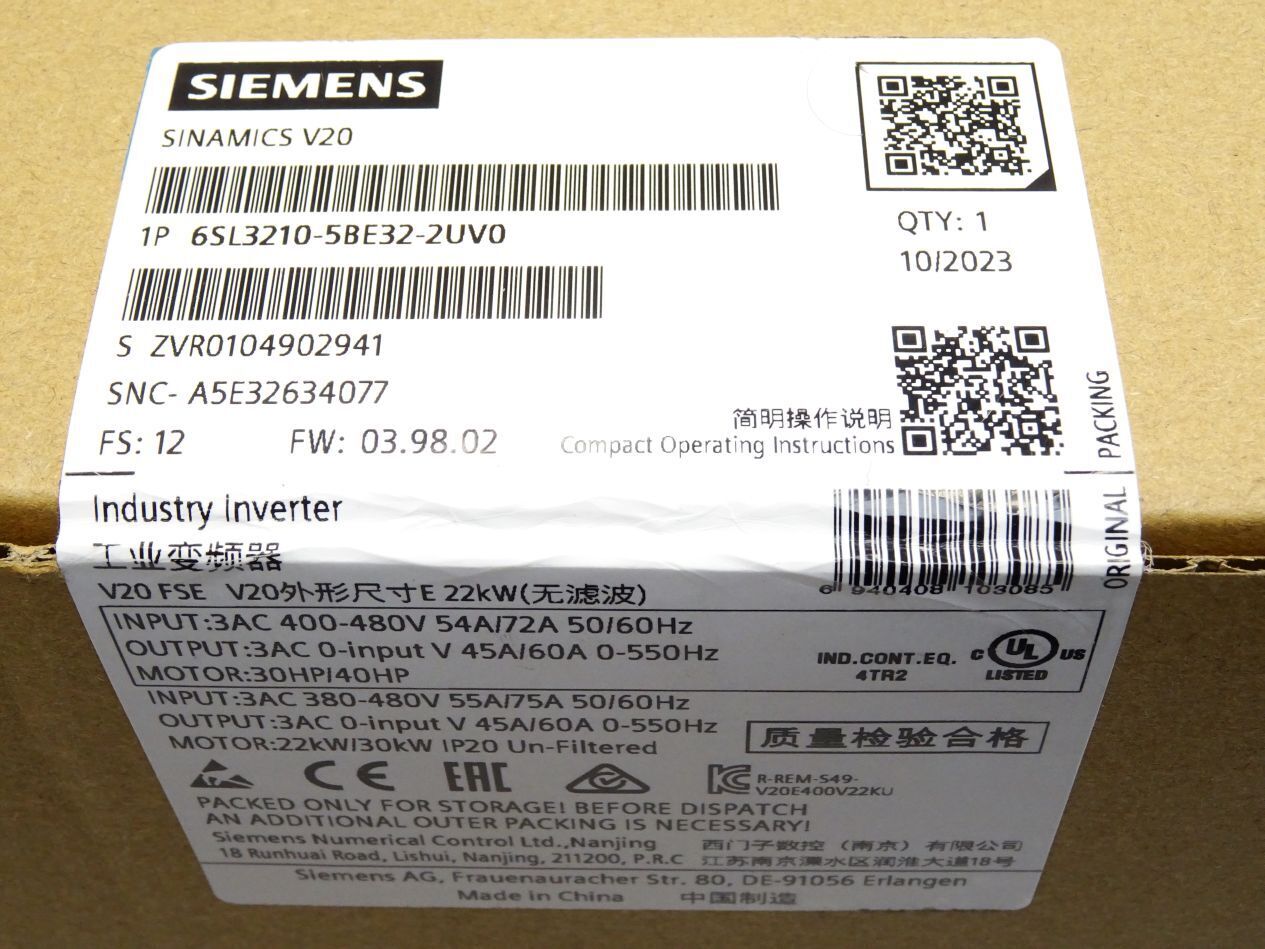 SIEMENS
SINAMICS V20
1P 6SL3210-5BE32-2UV0
QTY: 1
10/2023
S ZVR0104902941
SNC- A5E32634077
FS: 12 FW: 03.98.02
简明操作说明
Compact Operating Instructions
ORIGINAL PACKING
Industry Inverter
工业变频器
6 940408 103085
V20 FSE V20外形尺寸E 22kW(无滤波)
INPUT:3AC 400-480V 54A/72A 50/60Hz
OUTPUT:3AC 0-input V 45A/60A 0-550Hz
MOTOR:30HP/40HP
IND.CONT.EQ.
4TR2
C UL US
LISTED
INPUT:3AC 380-480V 55A/75A 50/60Hz
OUTPUT:3AC 0-input V 45A/60A 0-550Hz
MOTOR:22kW/30kW IP20 Un-Filtered
质量检验合格
CE EAC
R-REM-S49-
V20E400V22KU
PACKED ONLY FOR STORAGE! BEFORE DISPATCH
AN ADDITIONAL OUTER PACKING IS NECESSARY!
Siemens Numerical Control Ltd.,Nanjing 西门子数控（南京）有限公司
18 Runhuai Road, Lishui, Nanjing, 211200, P.R.C 江苏南京溧水区润淮大道18号
Siemens AG, Frauenauracher Str. 80, DE-91056 Erlangen
Made in China 中国制造